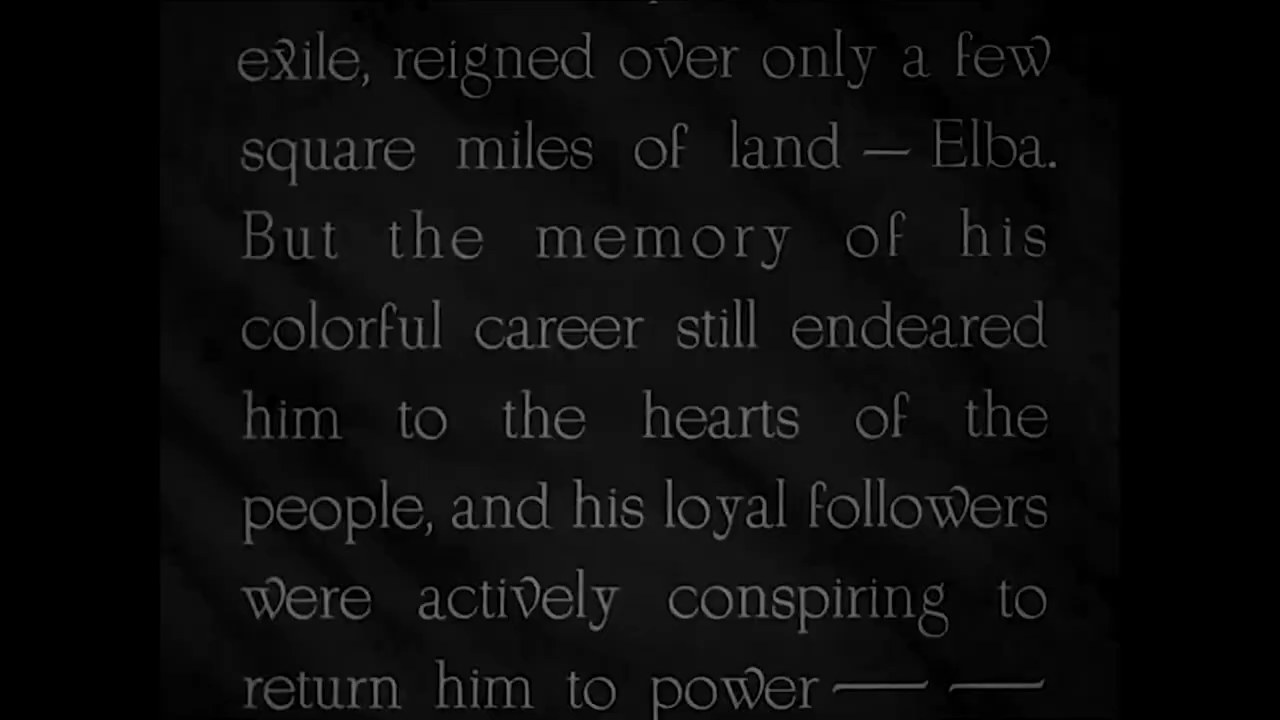 exile, reigned over only a few
square miles of land — Elba.
But the memory of his
colorful career still endeared
him to the hearts of the
people, and his loyal followers
were actively conspiring to
return him to power — —